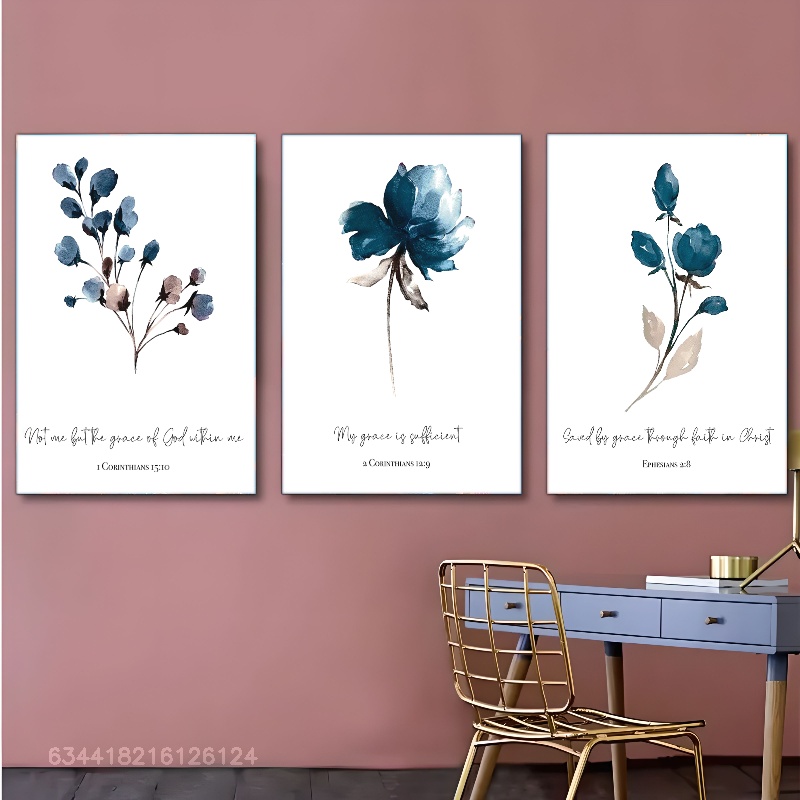 Not me but the grace of God within me
1 Corinthians 15:10
My grace is sufficient
2 Corinthians 12:9
Saved by grace through faith in Christ
Ephesians 2:8
634418216126124